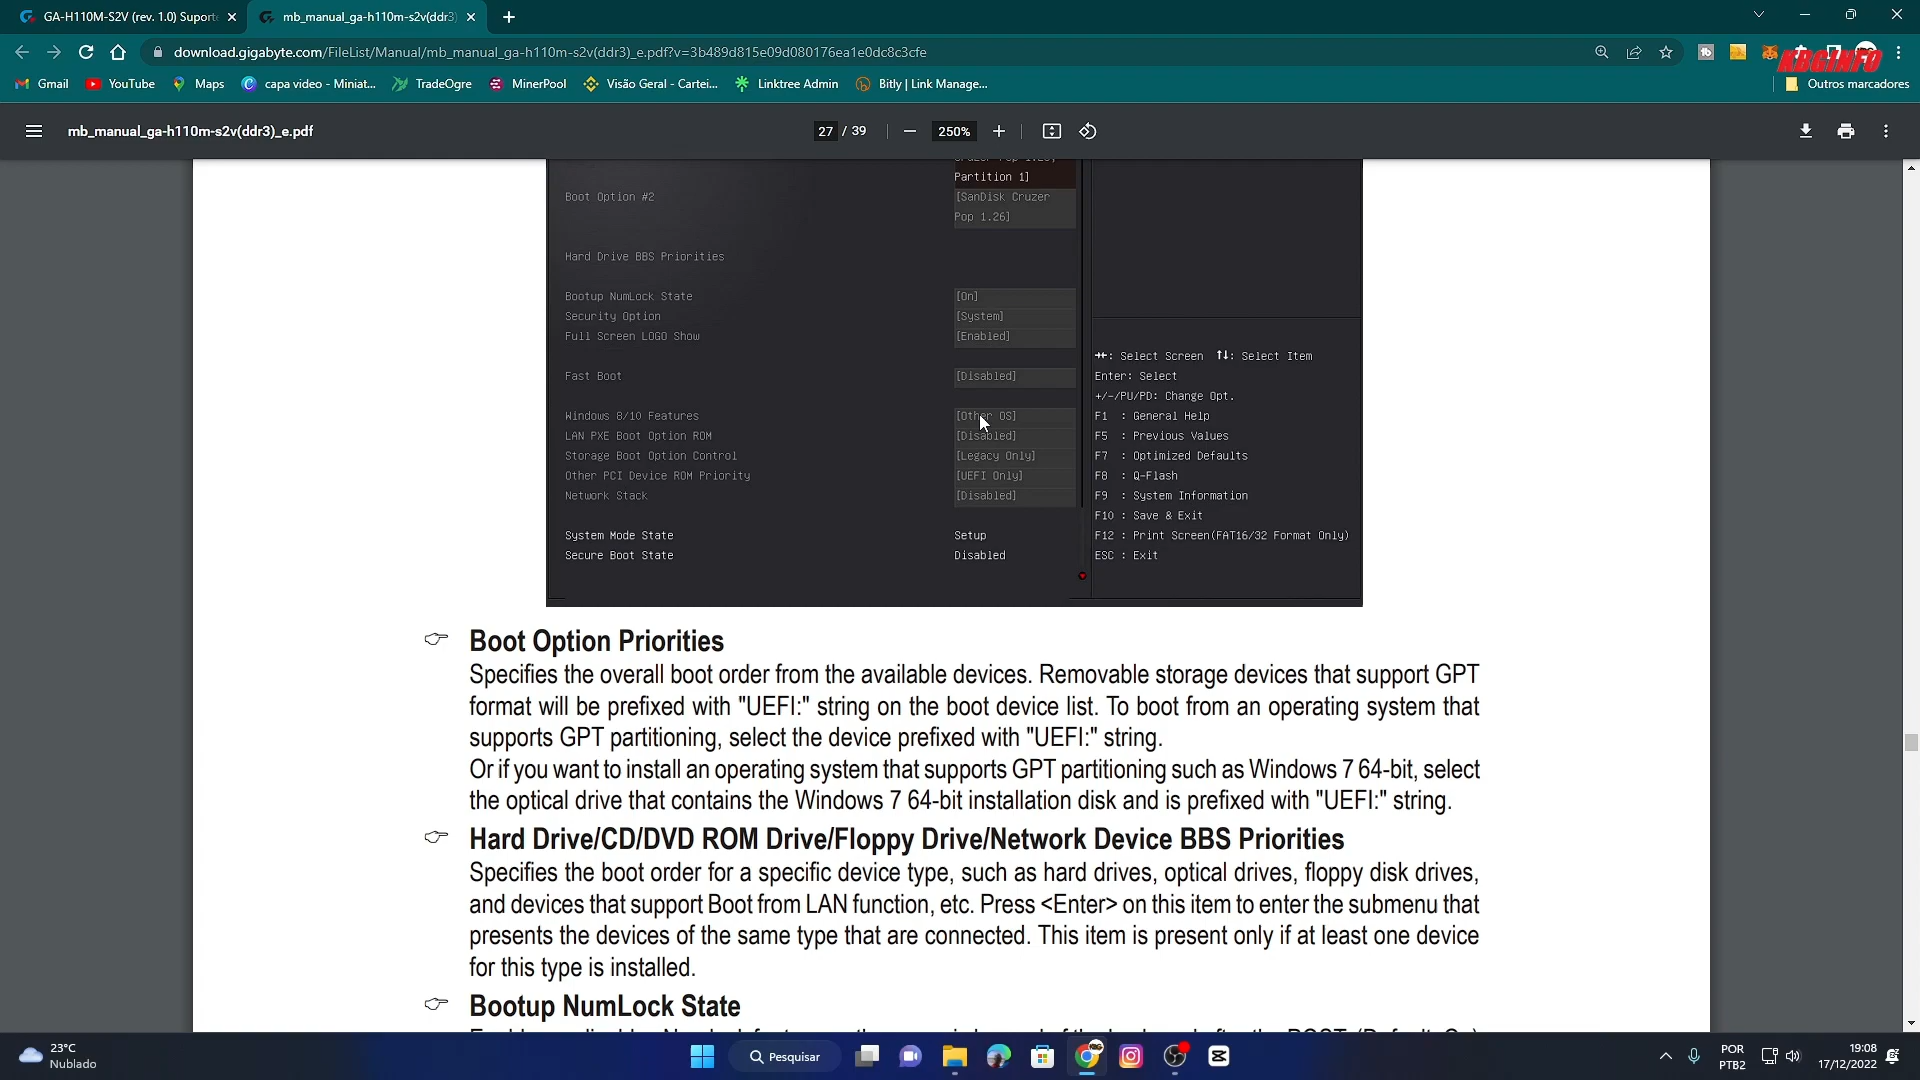 GA-H110M-S2V (rev. 1.0) Suporte
mb_manual_ga-h110m-s2v(ddr3)
download.gigabyte.com/FileList/Manual/mb_manual_ga-h110m-s2v(ddr3)_e.pdf?v=3b489d815e09d080176ea1e0dc8c3cfe
KBGINFO
Gmail YouTube Maps capa video - Miniat... TradeOgre MinerPool Visão Geral - Cartei... Linktree Admin Bitly | Link Manage... Outros marcadores
mb_manual_ga-h110m-s2v(ddr3)_e.pdf
27 / 39
250%
Partition 1]
Boot Option #2 [SanDisk Cruzer
Pop 1.26]
Hard Drive BBS Priorities
Bootup NumLock State [On]
Security Option [System]
Full Screen LOGO Show [Enabled]
Fast Boot [Disabled]
Windows 8/10 Features [Other OS]
LAN PXE Boot Option ROM [Disabled]
Storage Boot Option Control [Legacy Only]
Other PCI Device ROM Priority [UEFI Only]
Network Stack [Disabled]
System Mode State Setup
Secure Boot State Disabled
: Select Screen ↑↓: Select Item
Enter: Select
+/-/PU/PD: Change Opt.
F1 : General Help
F5 : Previous Values
F7 : Optimized Defaults
F8 : Q-Flash
F9 : System Information
F10 : Save & Exit
F12 : Print Screen(FAT16/32 Format Only)
ESC : Exit
Boot Option Priorities
Specifies the overall boot order from the available devices. Removable storage devices that support GPT
format will be prefixed with "UEFI:" string on the boot device list. To boot from an operating system that
supports GPT partitioning, select the device prefixed with "UEFI:" string.
Or if you want to install an operating system that supports GPT partitioning such as Windows 7 64-bit, select
the optical drive that contains the Windows 7 64-bit installation disk and is prefixed with "UEFI:" string.
Hard Drive/CD/DVD ROM Drive/Floppy Drive/Network Device BBS Priorities
Specifies the boot order for a specific device type, such as hard drives, optical drives, floppy disk drives,
and devices that support Boot from LAN function, etc. Press <Enter> on this item to enter the submenu that
presents the devices of the same type that are connected. This item is present only if at least one device
for this type is installed.
Bootup NumLock State
23°C
Nublado
Pesquisar
POR
PTB2
19:08
17/12/2022